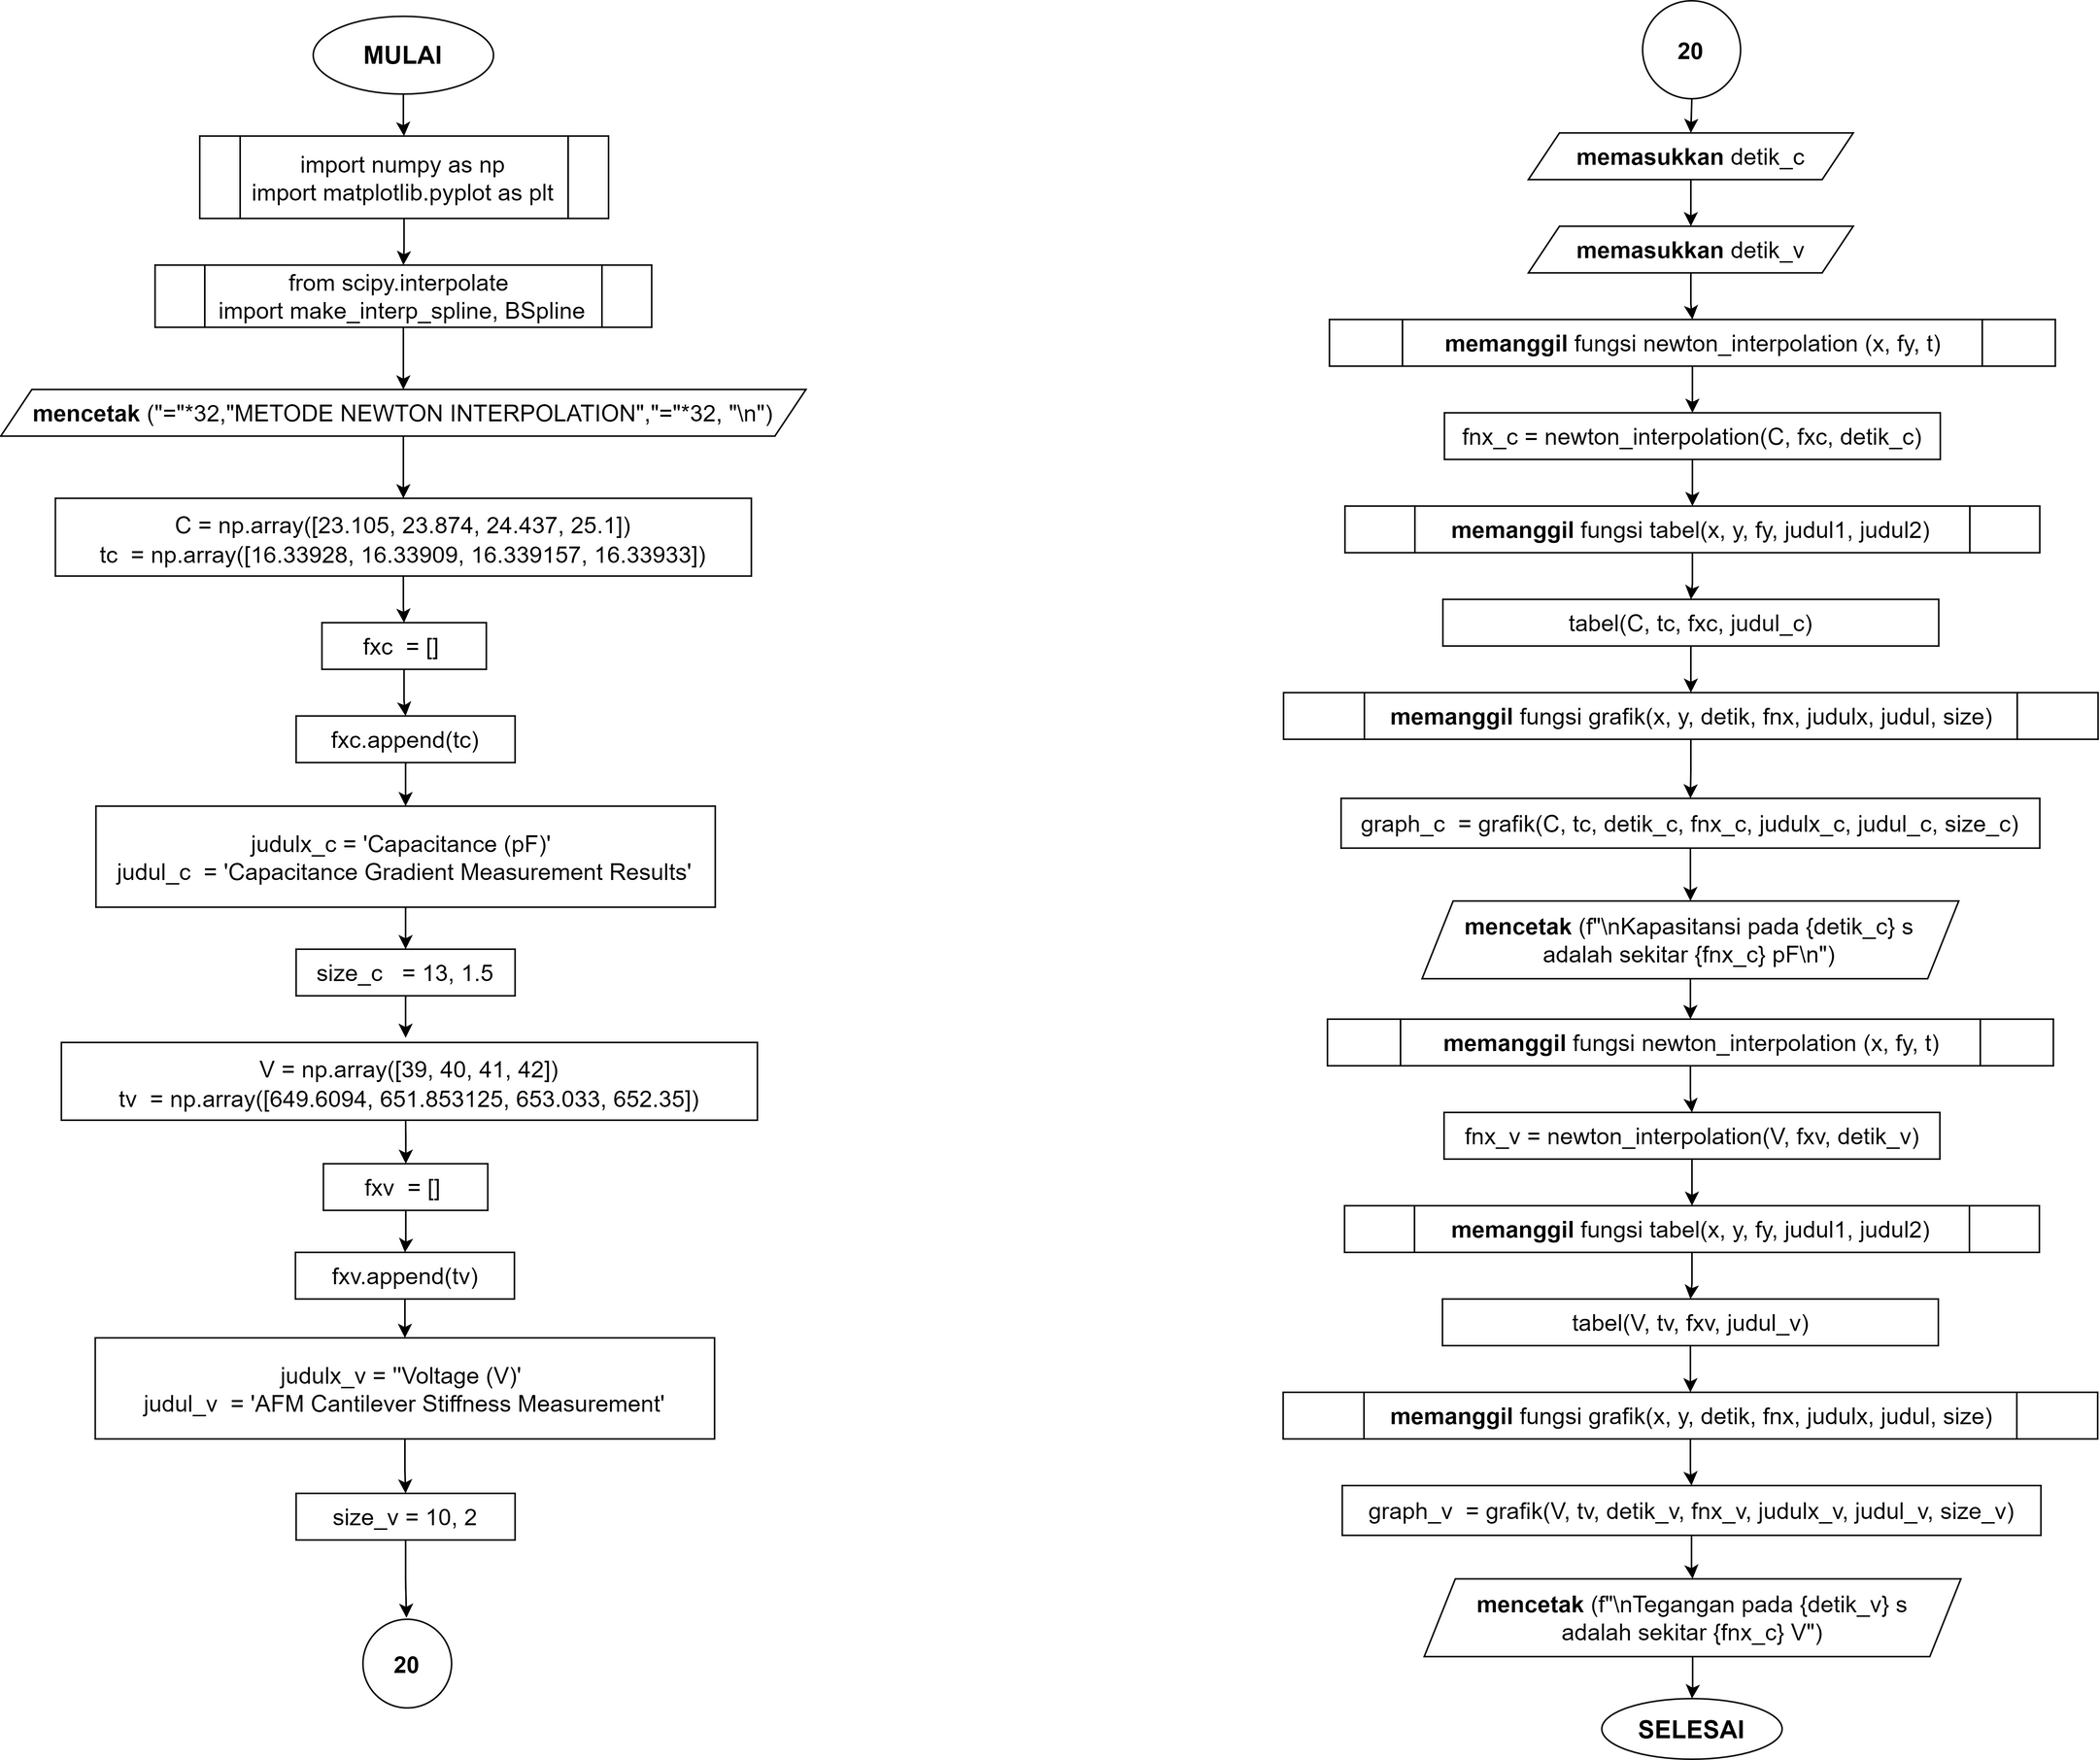 MULAI
import numpy as np
import matplotlib.pyplot as plt
from scipy.interpolate
import make_interp_spline, BSpline
mencetak ("="*32,"METODE NEWTON INTERPOLATION","="*32, "\n")
C = np.array([23.105, 23.874, 24.437, 25.1])
tc  = np.array([16.33928, 16.33909, 16.339157, 16.33933])
fxc  = []
fxc.append(tc)
judulx_c = 'Capacitance (pF)'
judul_c  = 'Capacitance Gradient Measurement Results'
size_c   = 13, 1.5
V = np.array([39, 40, 41, 42])
tv  = np.array([649.6094, 651.853125, 653.033, 652.35])
fxv  = []
fxv.append(tv)
judulx_v = "Voltage (V)'
judul_v  = 'AFM Cantilever Stiffness Measurement'
size_v = 10, 2
20
20
memasukkan detik_c
memasukkan detik_v
memanggil fungsi newton_interpolation (x, fy, t)
fnx_c = newton_interpolation(C, fxc, detik_c)
memanggil fungsi tabel(x, y, fy, judul1, judul2)
tabel(C, tc, fxc, judul_c)
memanggil fungsi grafik(x, y, detik, fnx, judulx, judul, size)
graph_c  = grafik(C, tc, detik_c, fnx_c, judulx_c, judul_c, size_c)
mencetak (f"\nKapasitansi pada {detik_c} s
adalah sekitar {fnx_c} pF\n")
memanggil fungsi newton_interpolation (x, fy, t)
fnx_v = newton_interpolation(V, fxv, detik_v)
memanggil fungsi tabel(x, y, fy, judul1, judul2)
tabel(V, tv, fxv, judul_v)
memanggil fungsi grafik(x, y, detik, fnx, judulx, judul, size)
graph_v  = grafik(V, tv, detik_v, fnx_v, judulx_v, judul_v, size_v)
mencetak (f"\nTegangan pada {detik_v} s
adalah sekitar {fnx_c} V")
SELESAI